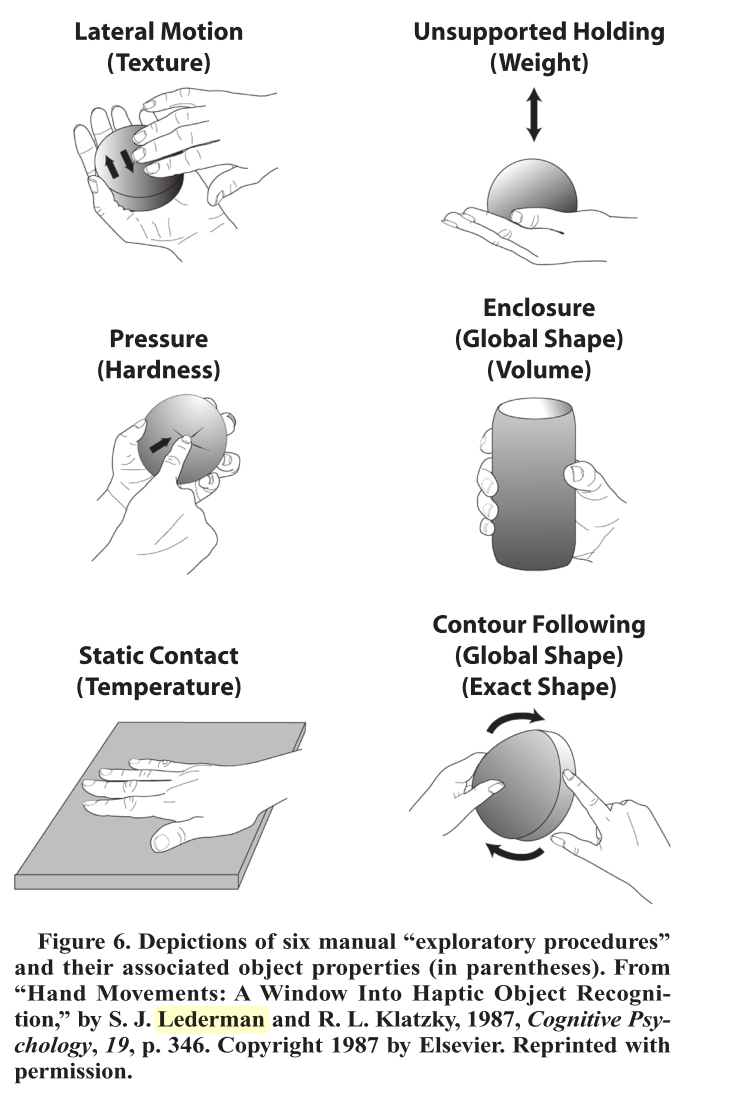 Lateral Motion
(Texture)
Unsupported Holding
(Weight)
Pressure
(Hardness)
Enclosure
(Global Shape)
(Volume)
Static Contact
(Temperature)
Contour Following
(Global Shape)
(Exact Shape)
Figure 6. Depictions of six manual “exploratory procedures”
and their associated object properties (in parentheses). From
“Hand Movements: A Window Into Haptic Object Recogni-
tion,” by S. J. Lederman and R. L. Klatzky, 1987, Cognitive Psy-
chology, 19, p. 346. Copyright 1987 by Elsevier. Reprinted with
permission.